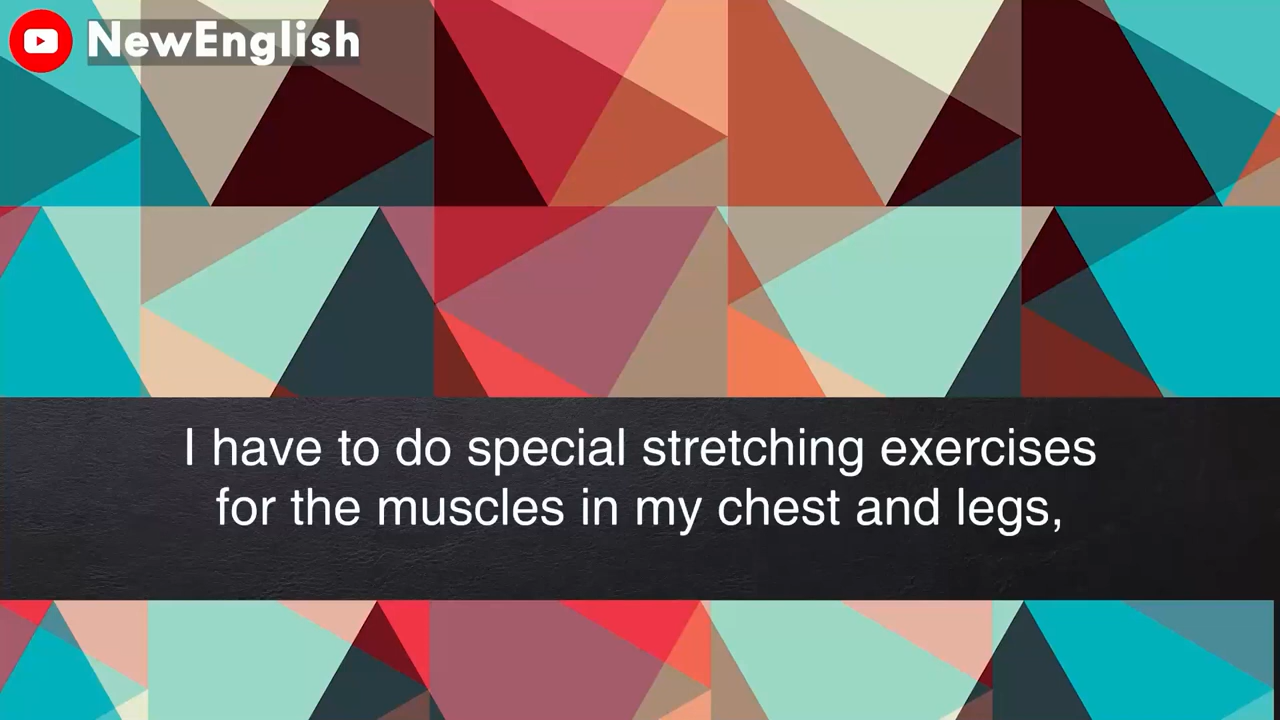 NewEnglish
I have to do special stretching exercises
for the muscles in my chest and legs,